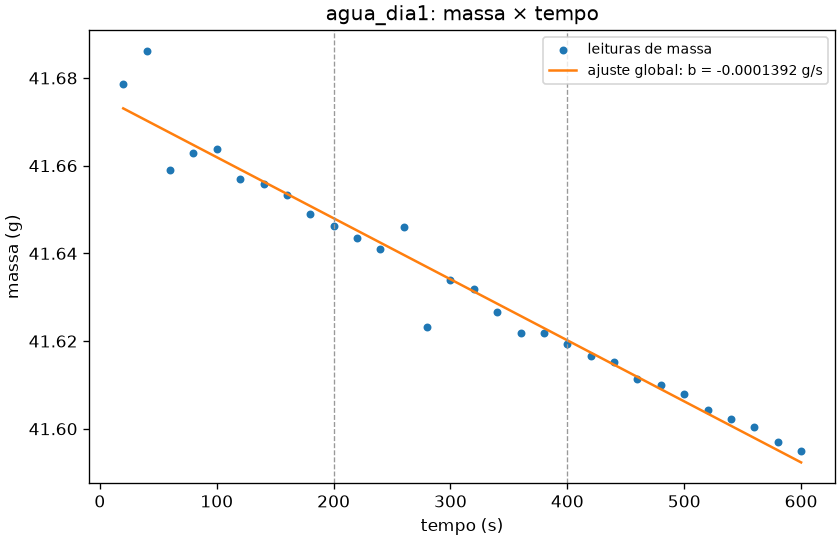 agua_dia1: massa × tempo
leituras de massa
ajuste global: b = -0.0001392 g/s
massa (g)
41.68
41.66
41.64
41.62
41.60
0 100 200 300 400 500 600
tempo (s)